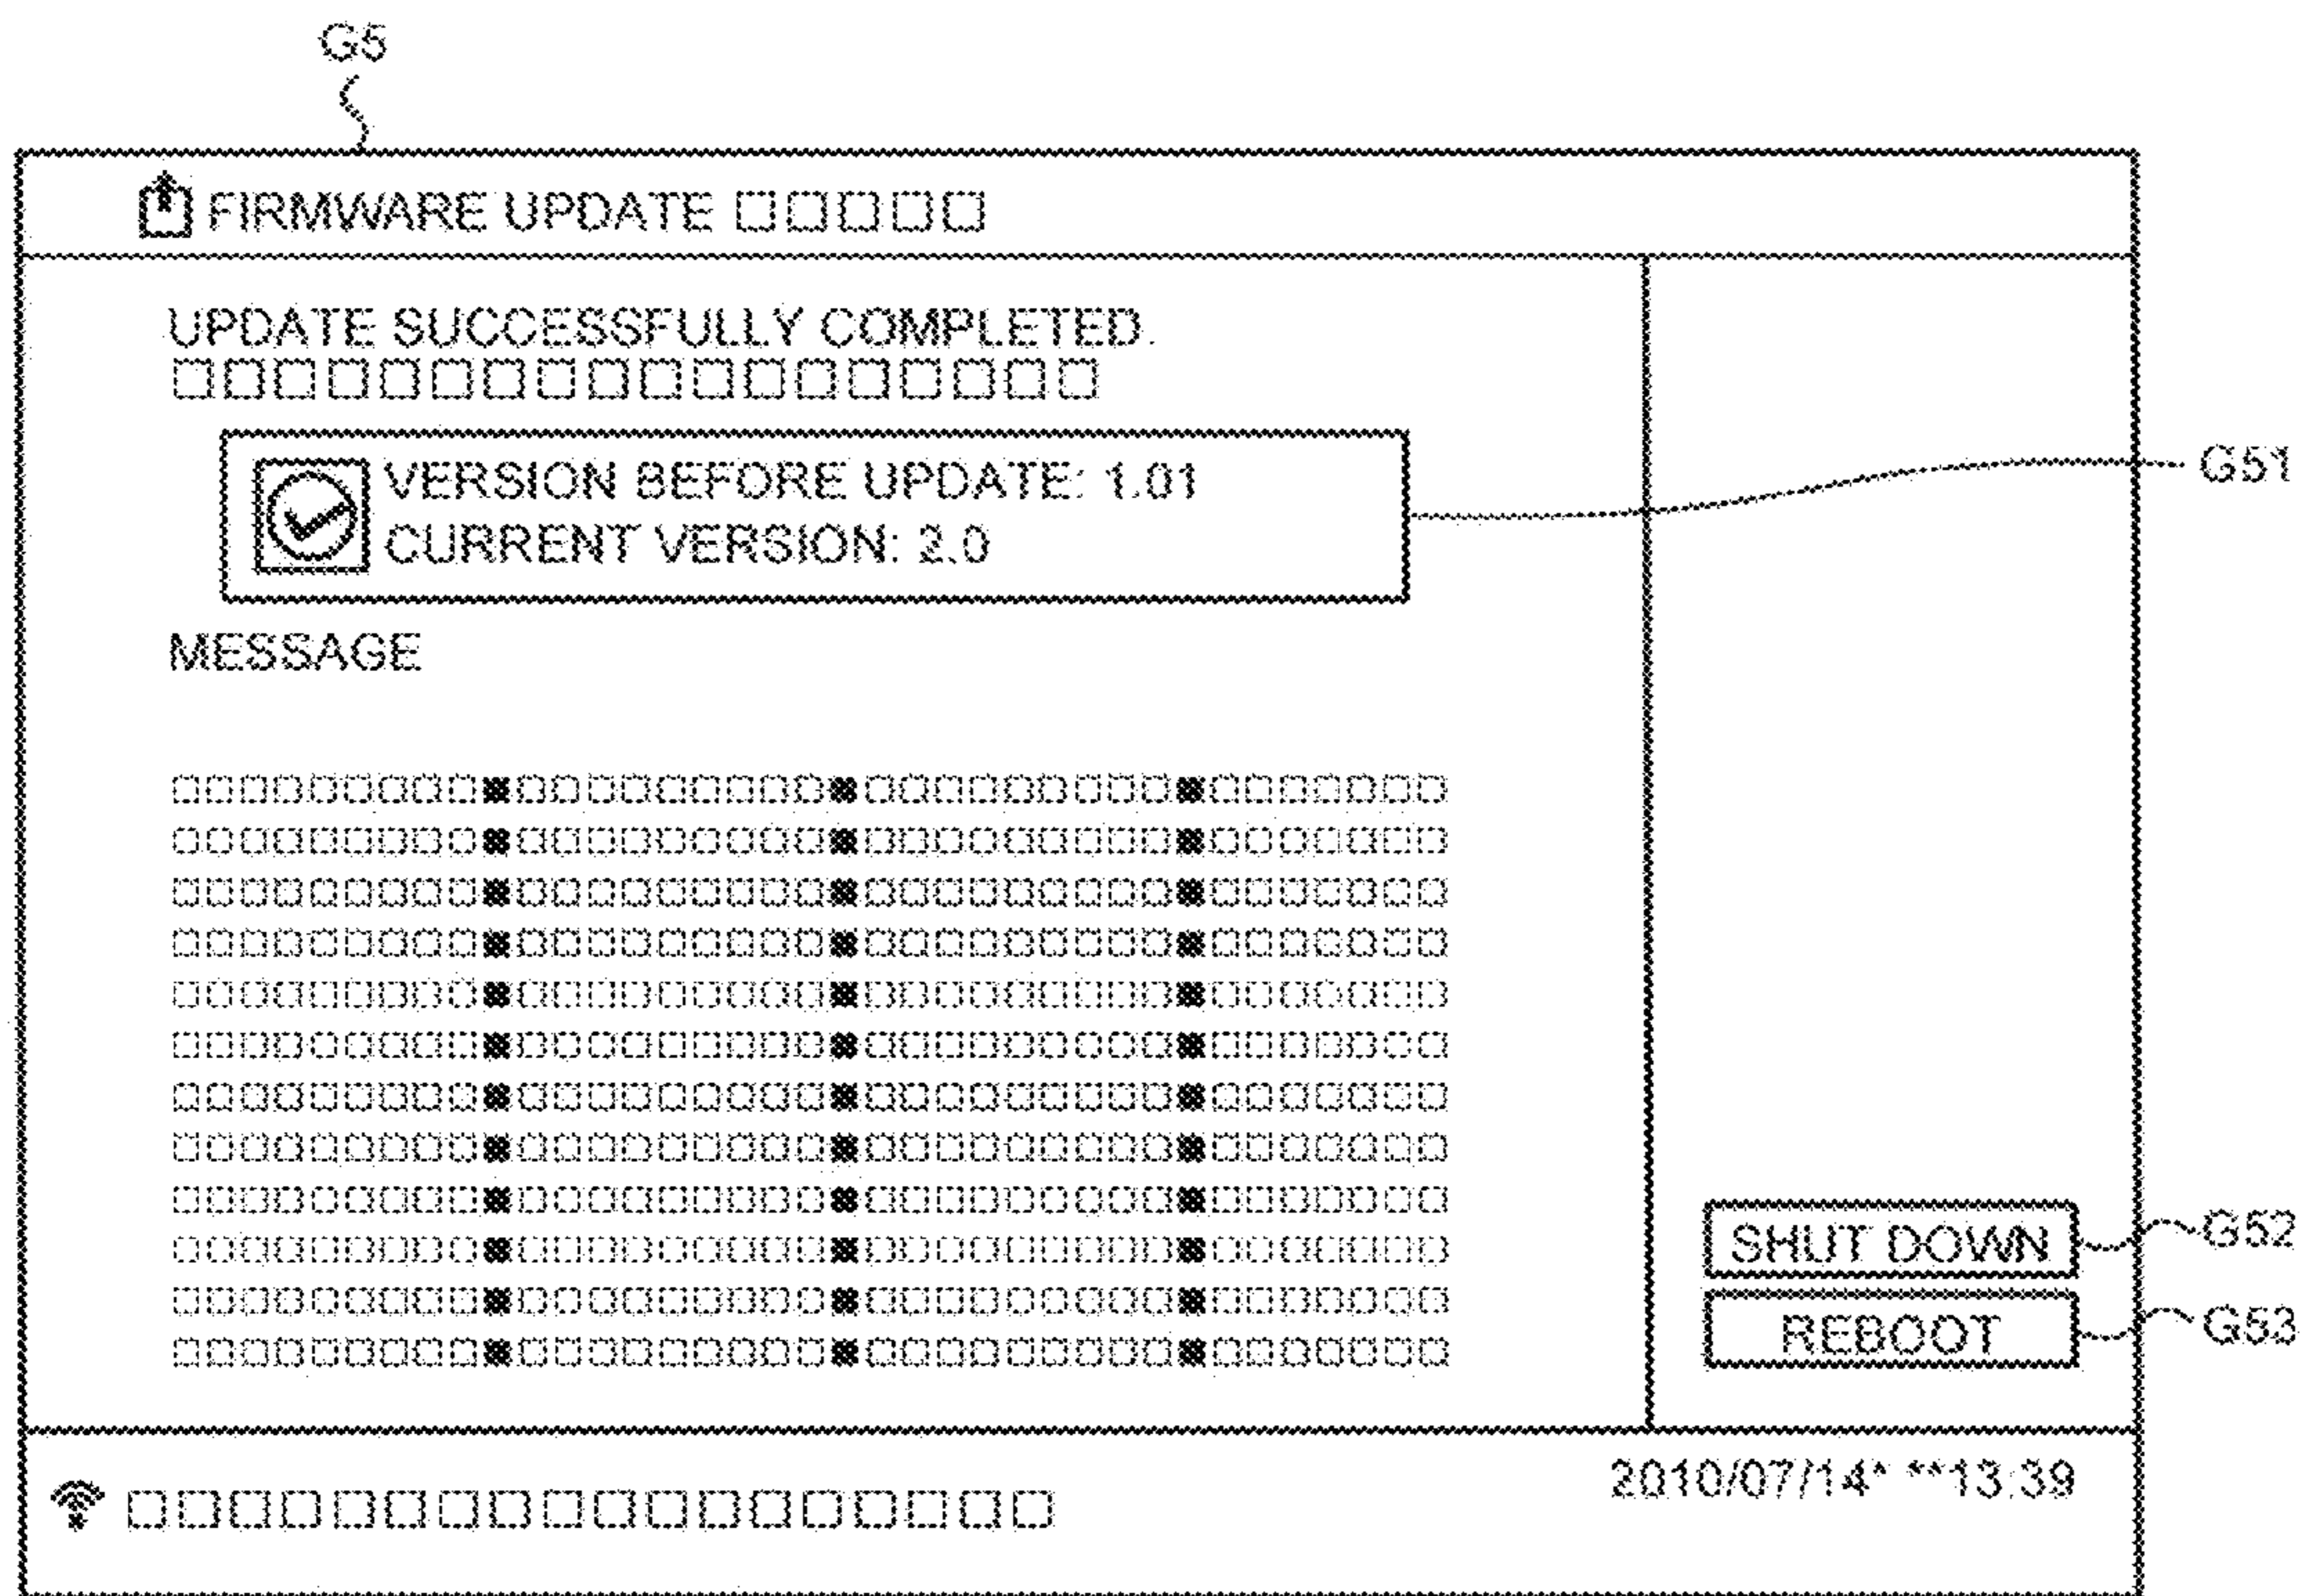 G5
FIRMWARE UPDATE □□□□□
UPDATE SUCCESSFULLY COMPLETED.
□□□□□□□□□□□□□□□□□□
VERSION BEFORE UPDATE: 1.01
CURRENT VERSION: 2.0
G51
MESSAGE
□□□□□□□□□■□□□□□□□□□■□□□□□□□□□■□□□□□□□
□□□□□□□□□■□□□□□□□□□■□□□□□□□□□■□□□□□□□
□□□□□□□□□■□□□□□□□□□■□□□□□□□□□■□□□□□□□
□□□□□□□□□■□□□□□□□□□■□□□□□□□□□■□□□□□□□
□□□□□□□□□■□□□□□□□□□■□□□□□□□□□■□□□□□□□
□□□□□□□□□■□□□□□□□□□■□□□□□□□□□■□□□□□□□
□□□□□□□□□■□□□□□□□□□■□□□□□□□□□■□□□□□□□
□□□□□□□□□■□□□□□□□□□■□□□□□□□□□■□□□□□□□
□□□□□□□□□■□□□□□□□□□■□□□□□□□□□■□□□□□□□
□□□□□□□□□■□□□□□□□□□■□□□□□□□□□■□□□□□□□
□□□□□□□□□■□□□□□□□□□■□□□□□□□□□■□□□□□□□
□□□□□□□□□■□□□□□□□□□■□□□□□□□□□■□□□□□□□
SHUT DOWN
G52
REBOOT
G53
□□□□□□□□□□□□□□□□□□
2010/07/14* **13:39